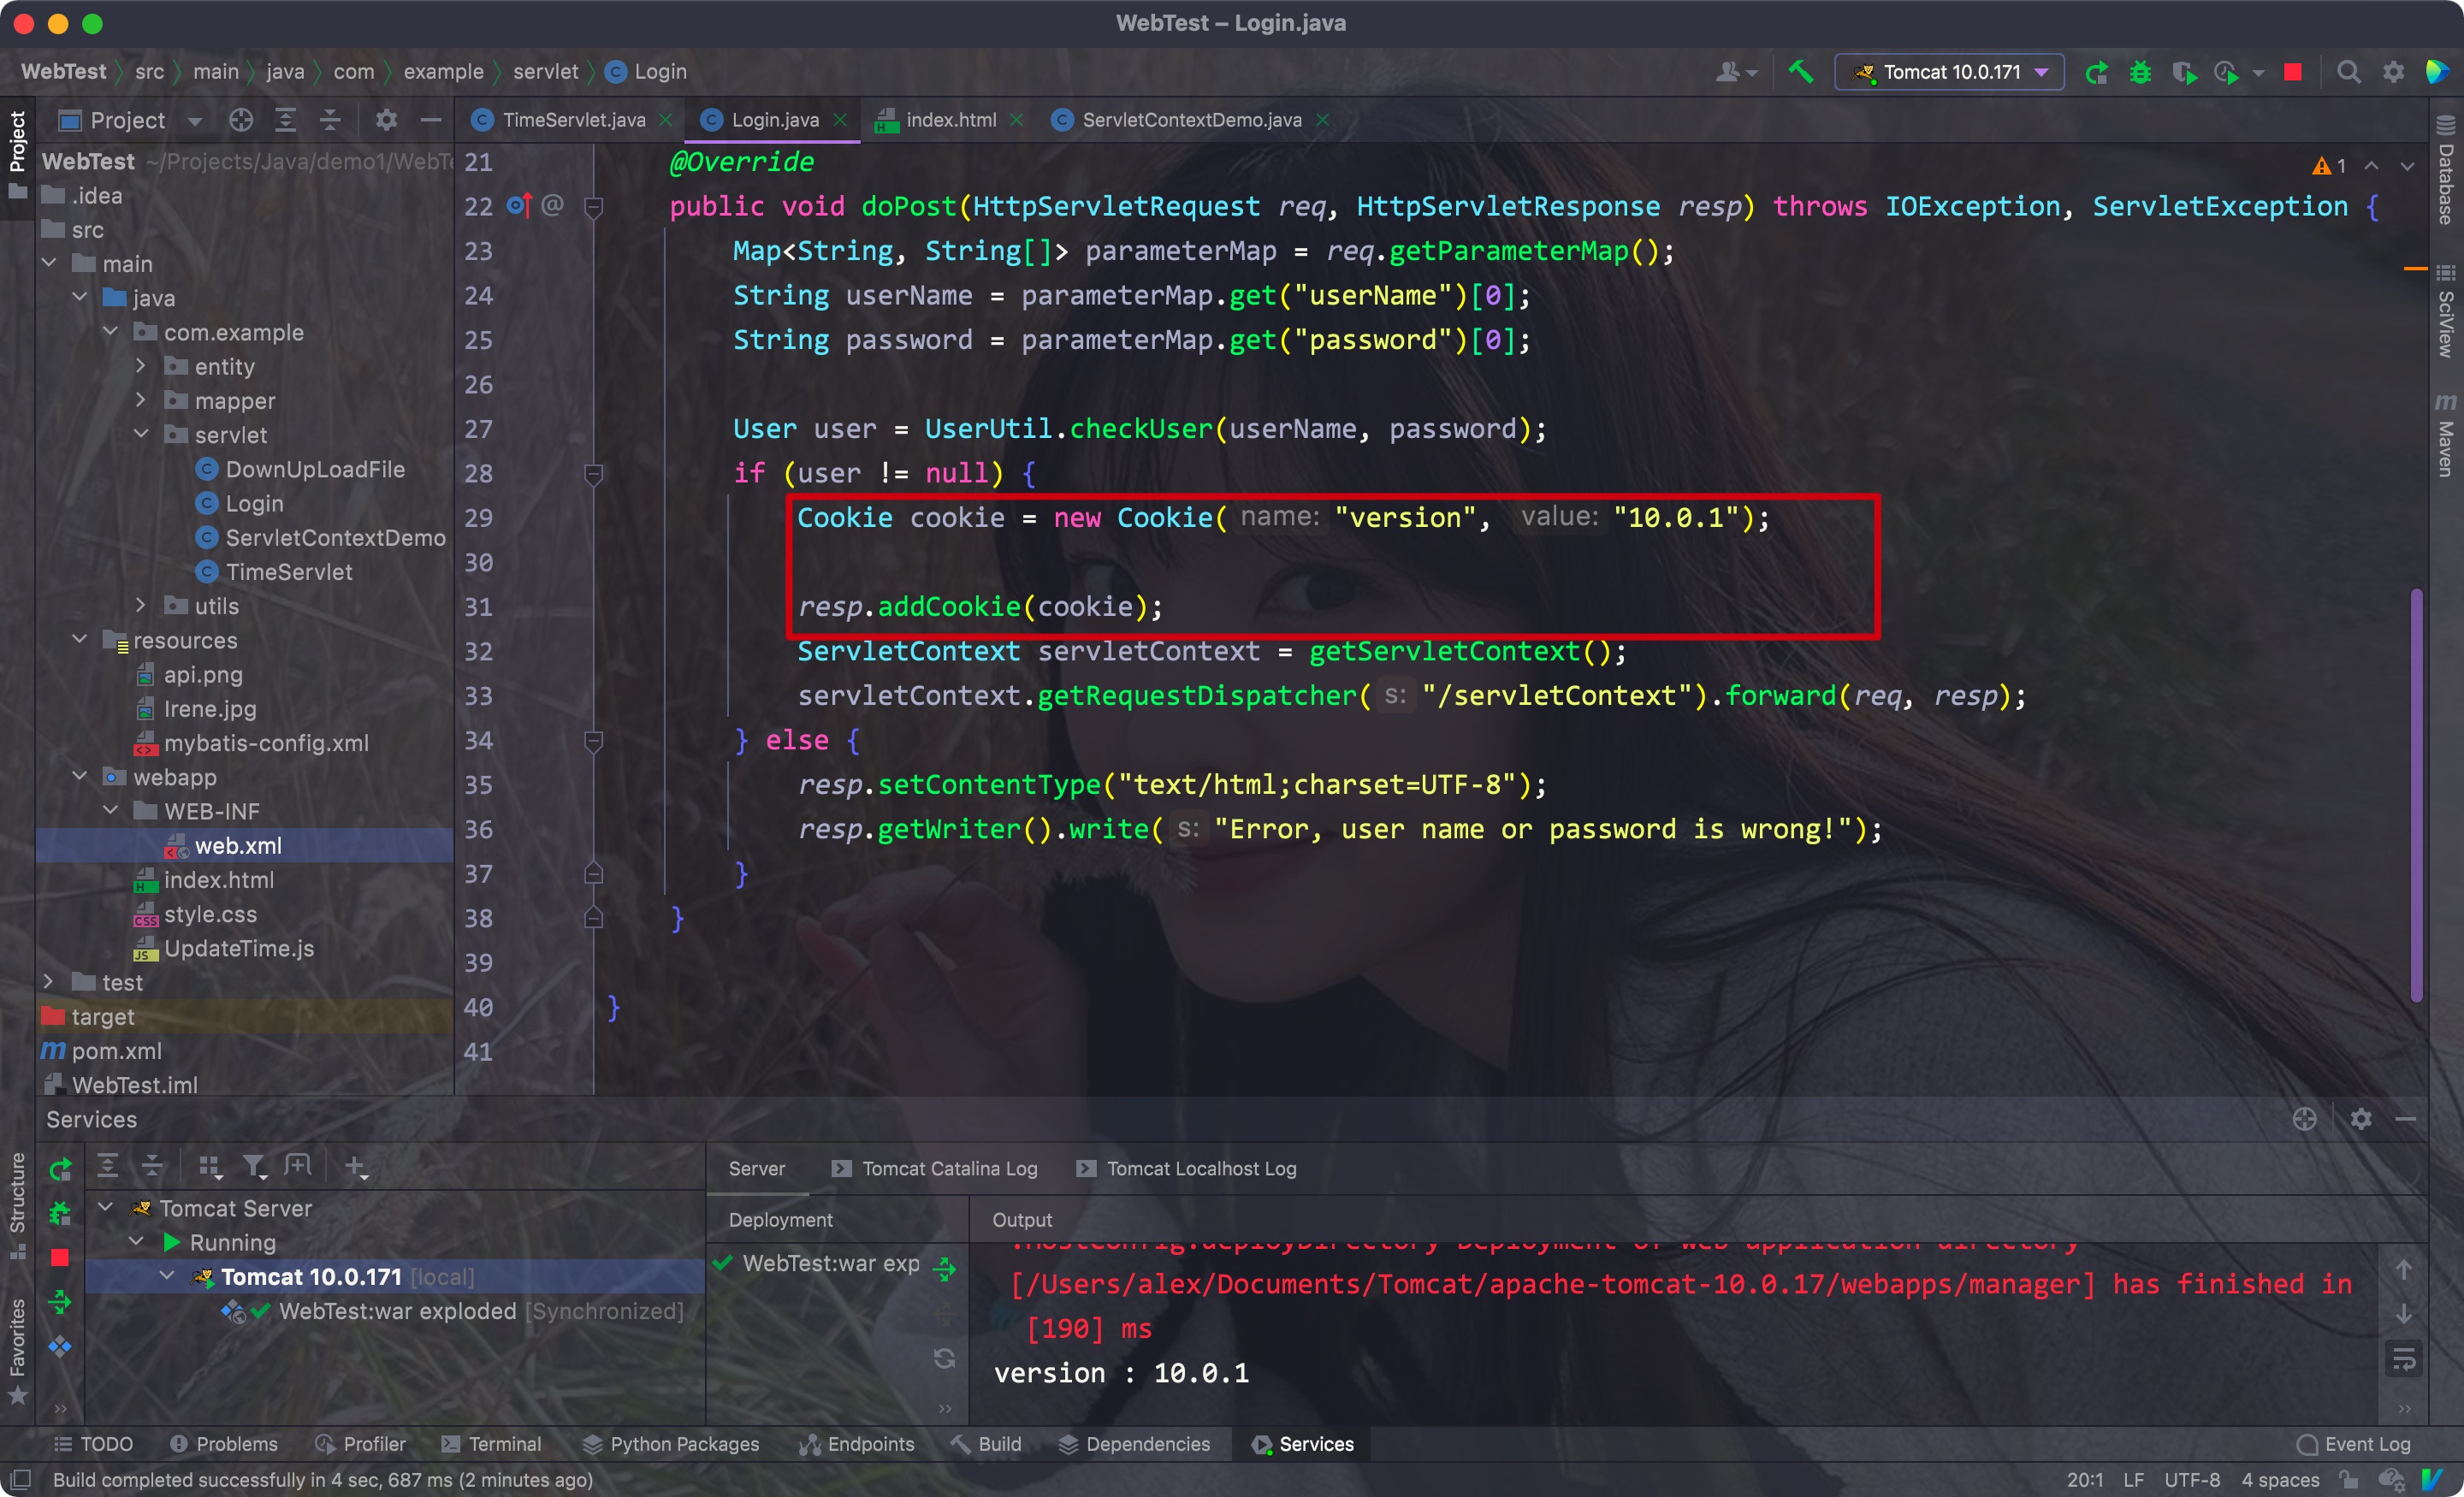 WebTest – Login.java
WebTest src main java com example servlet Login
Tomcat 10.0.171
Project
TimeServlet.java Login.java index.html ServletContextDemo.java
Project
Structure
Favorites
Database
SciView
Maven
WebTest ~/Projects/Java/demo1/WebTe
.idea
src
main
java
com.example
entity
mapper
servlet
DownUpLoadFile
Login
ServletContextDemo
TimeServlet
utils
resources
api.png
Irene.jpg
mybatis-config.xml
webapp
WEB-INF
web.xml
index.html
style.css
UpdateTime.js
test
target
pom.xml
WebTest.iml
1
21 @Override
22 public void doPost(HttpServletRequest req, HttpServletResponse resp) throws IOException, ServletException {
23 Map<String, String[]> parameterMap = req.getParameterMap();
24 String userName = parameterMap.get("userName")[0];
25 String password = parameterMap.get("password")[0];
26
27 User user = UserUtil.checkUser(userName, password);
28 if (user != null) {
29 Cookie cookie = new Cookie( name: "version", value: "10.0.1");
30
31 resp.addCookie(cookie);
32 ServletContext servletContext = getServletContext();
33 servletContext.getRequestDispatcher( s: "/servletContext").forward(req, resp);
34 } else {
35 resp.setContentType("text/html;charset=UTF-8");
36 resp.getWriter().write( s: "Error, user name or password is wrong!");
37 }
38 }
39
40 }
41
Services
Tomcat Server
Running
Tomcat 10.0.171 [local]
WebTest:war exploded [Synchronized]
Server Tomcat Catalina Log Tomcat Localhost Log
Deployment Output
WebTest:war exp
.HostConfig.deployDirectory Deployment of web application directory
[/Users/alex/Documents/Tomcat/apache-tomcat-10.0.17/webapps/manager] has finished in
[190] ms
version : 10.0.1
TODO Problems Profiler Terminal Python Packages Endpoints Build Dependencies Services Event Log
Build completed successfully in 4 sec, 687 ms (2 minutes ago) 20:1 LF UTF-8 4 spaces